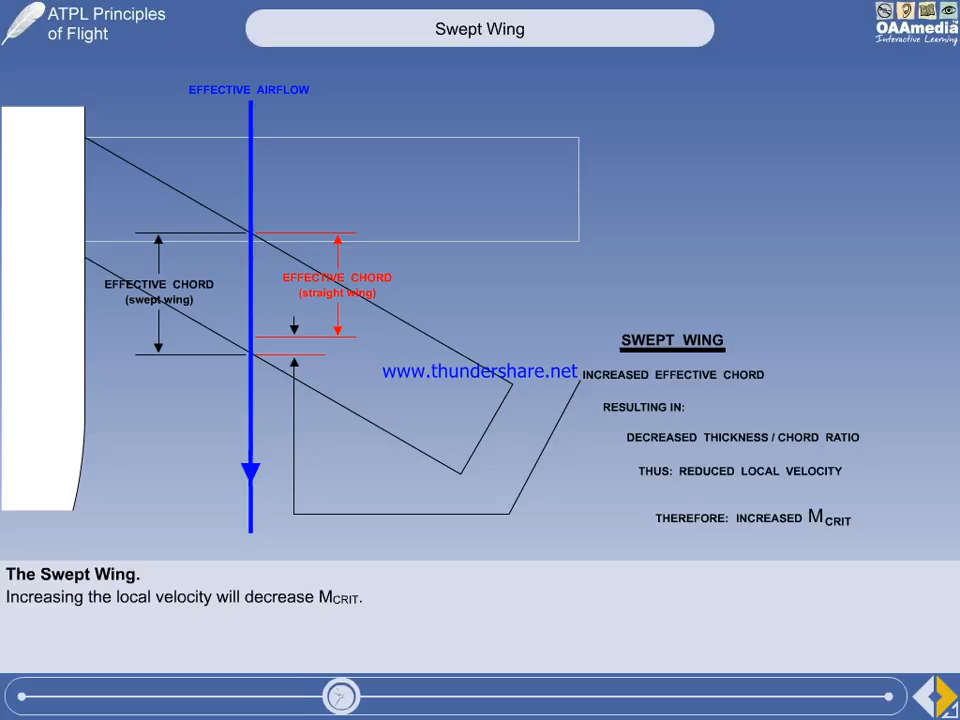 ATPL Principles
of Flight
Swept Wing
OAAmedia
Interactive Learning
EFFECTIVE AIRFLOW
EFFECTIVE CHORD
(swept wing)
EFFECTIVE CHORD
(straight wing)
www.thundershare.net
SWEPT WING
INCREASED EFFECTIVE CHORD
RESULTING IN:
DECREASED THICKNESS / CHORD RATIO
THUS: REDUCED LOCAL VELOCITY
THEREFORE: INCREASED MCRIT
The Swept Wing.
Increasing the local velocity will decrease MCRIT.